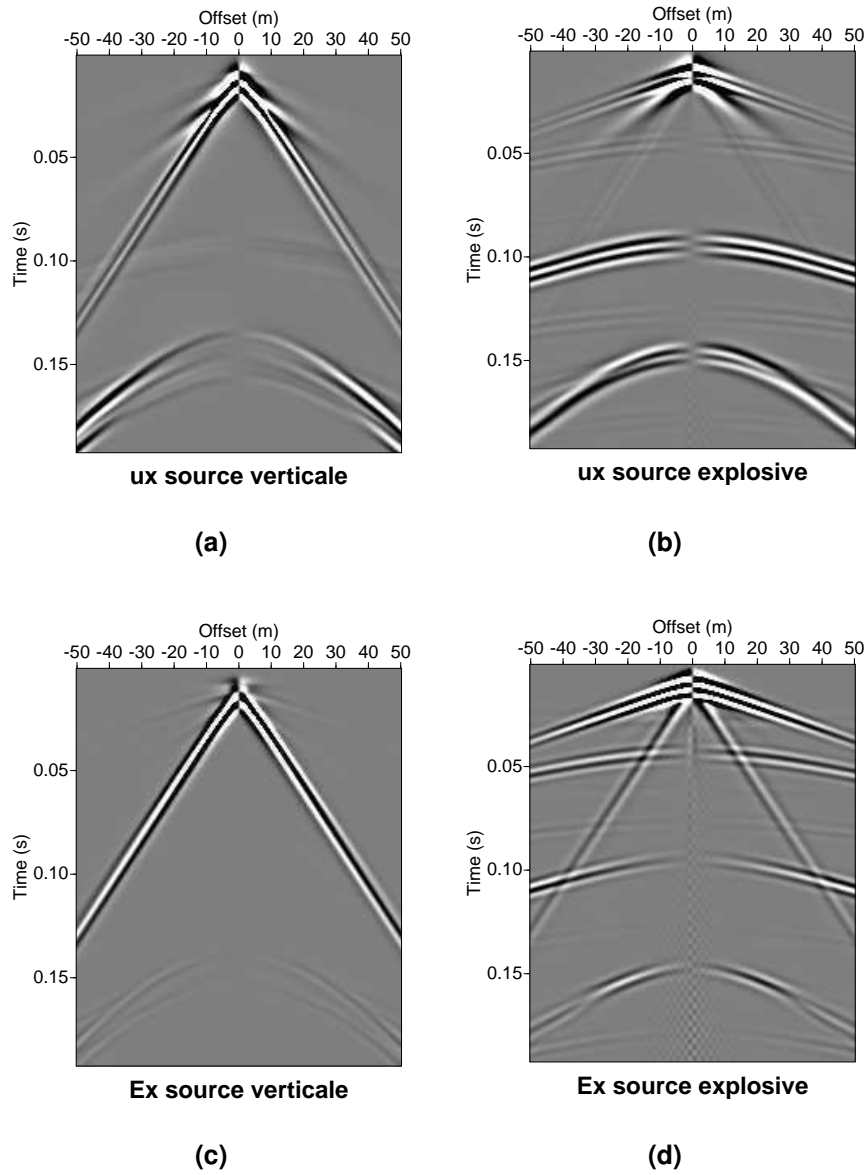 Offset (m)
-50 -40 -30 -20 -10 0 10 20 30 40 50
0.05
0.10
0.15
Time (s)
ux source verticale
(a)
Offset (m)
-50 -40 -30 -20 -10 0 10 20 30 40 50
0.05
0.10
0.15
Time (s)
ux source explosive
(b)
Offset (m)
-50 -40 -30 -20 -10 0 10 20 30 40 50
0.05
0.10
0.15
Time (s)
Ex source verticale
(c)
Offset (m)
-50 -40 -30 -20 -10 0 10 20 30 40 50
0.05
0.10
0.15
Time (s)
Ex source explosive
(d)